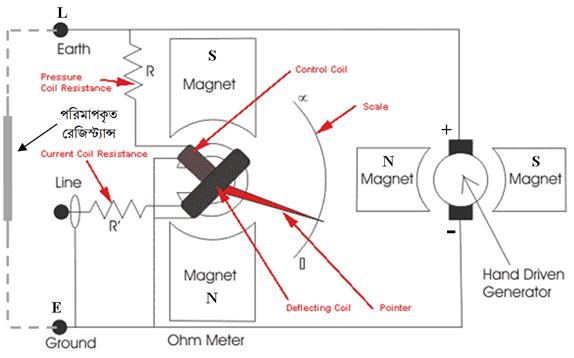 L
Earth
Pressure
Coil Resistance
R
S
Magnet
Control Coil
∝
Scale
পরিমাপকৃত
রেজিস্ট্যান্স
Current Coil Resistance
+
N
Magnet
S
Magnet
Line
R'
-
Magnet
N
Deflecting Coil
Pointer
Hand Driven
Generator
E
Ground
Ohm Meter